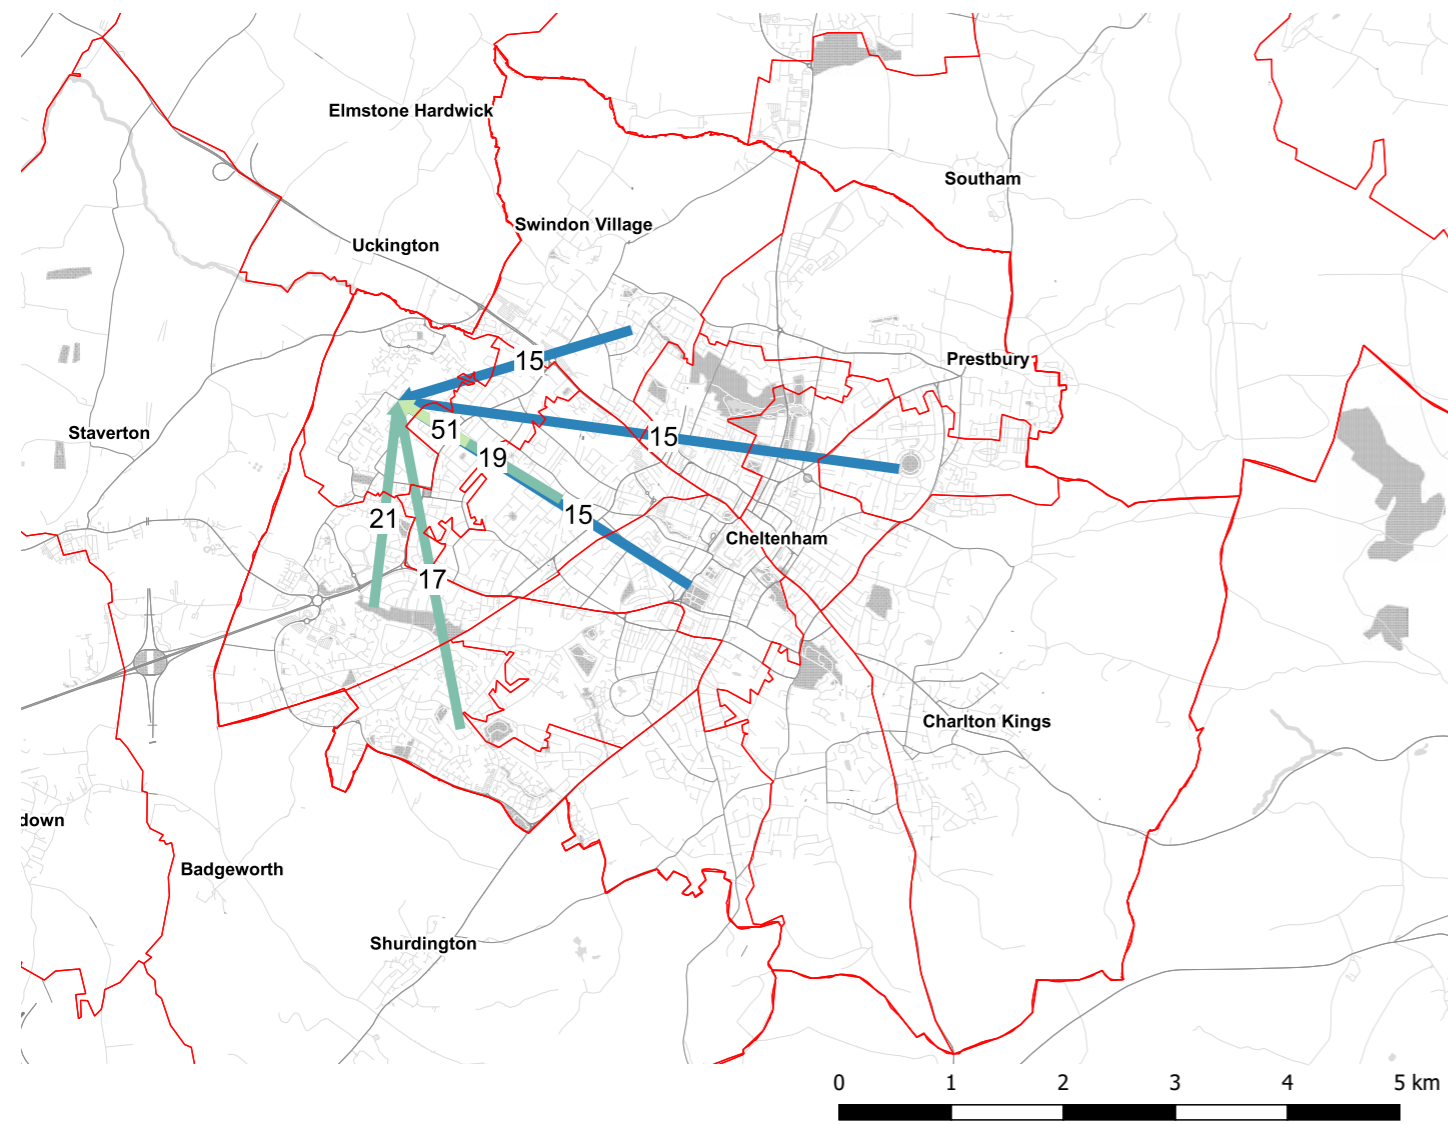 Elmstone Hardwick
Southam
Swindon Village
Uckington
Prestbury
15
Staverton
51
15
19
21
15
Cheltenham
17
Charlton Kings
down
Badgeworth
Shurdington
0 1 2 3 4 5 km